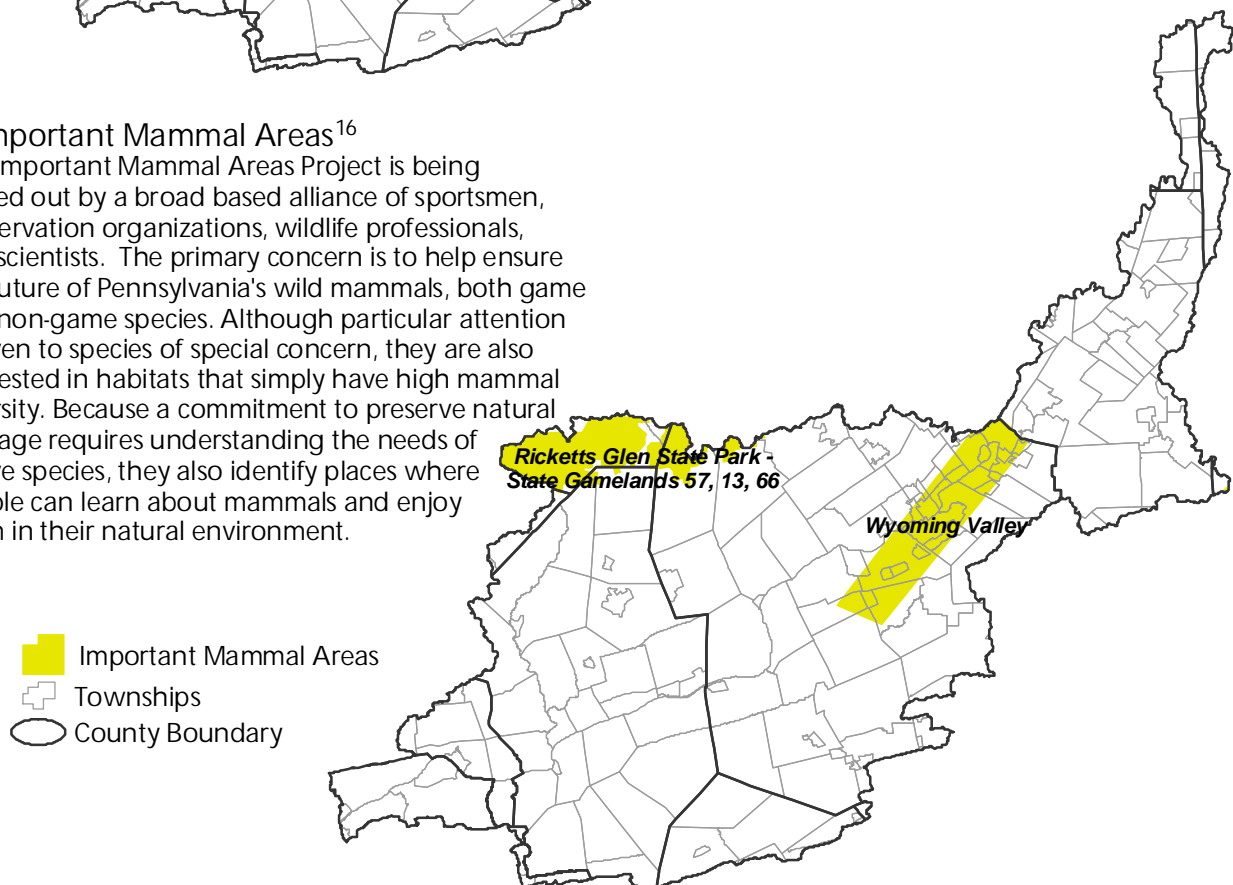 mportant Mammal Areas16
mportant Mammal Areas Project is being
ed out by a broad based alliance of sportsmen,
ervation organizations, wildlife professionals,
scientists. The primary concern is to help ensure
uture of Pennsylvania's wild mammals, both game
non-game species. Although particular attention
ven to species of special concern, they are also
ested in habitats that simply have high mammal
rsity. Because a commitment to preserve natural
age requires understanding the needs of
ve species, they also identify places where
ple can learn about mammals and enjoy
n in their natural environment.
Ricketts Glen State Park -
State Gamelands 57, 13, 66
Wyoming Valley
Important Mammal Areas
Townships
County Boundary